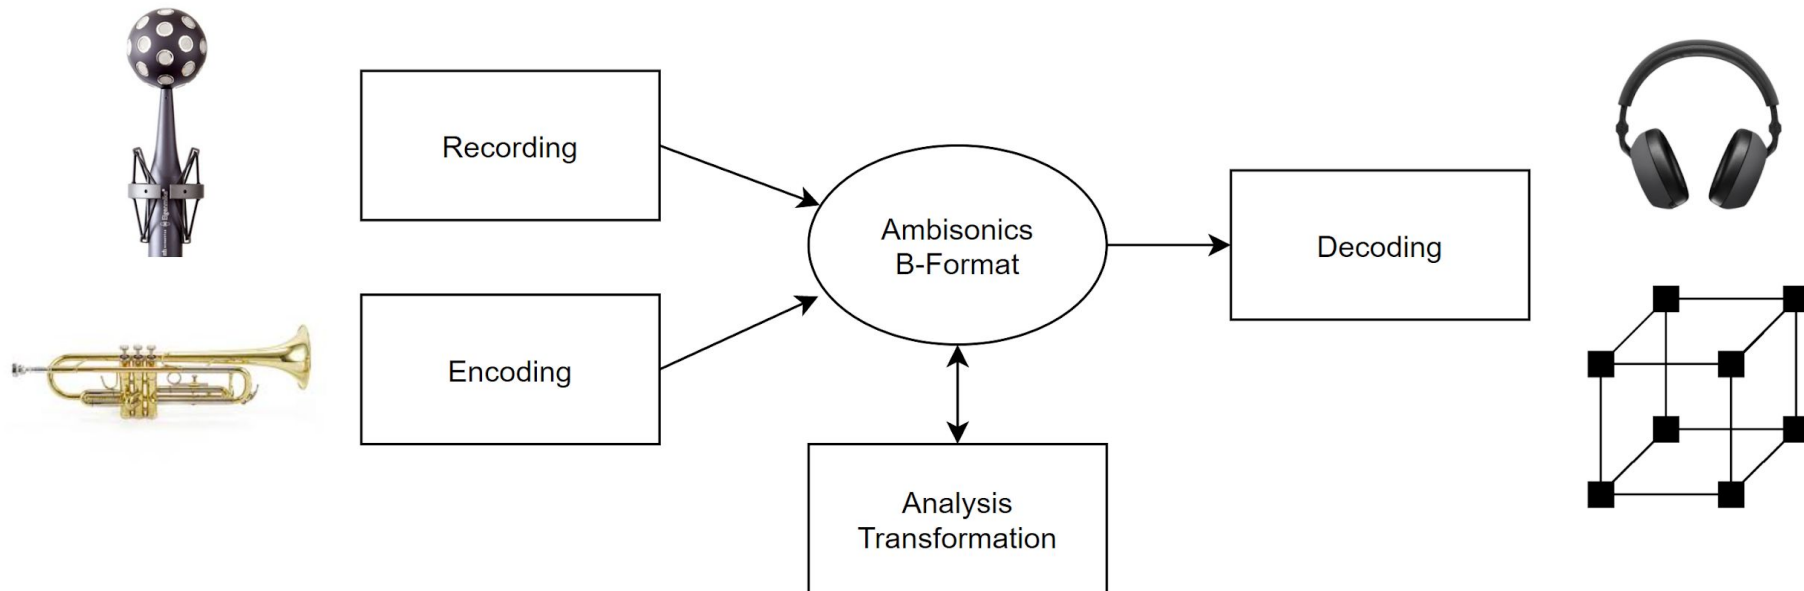 Recording
Ambisonics
B-Format
Decoding
Encoding
Analysis
Transformation